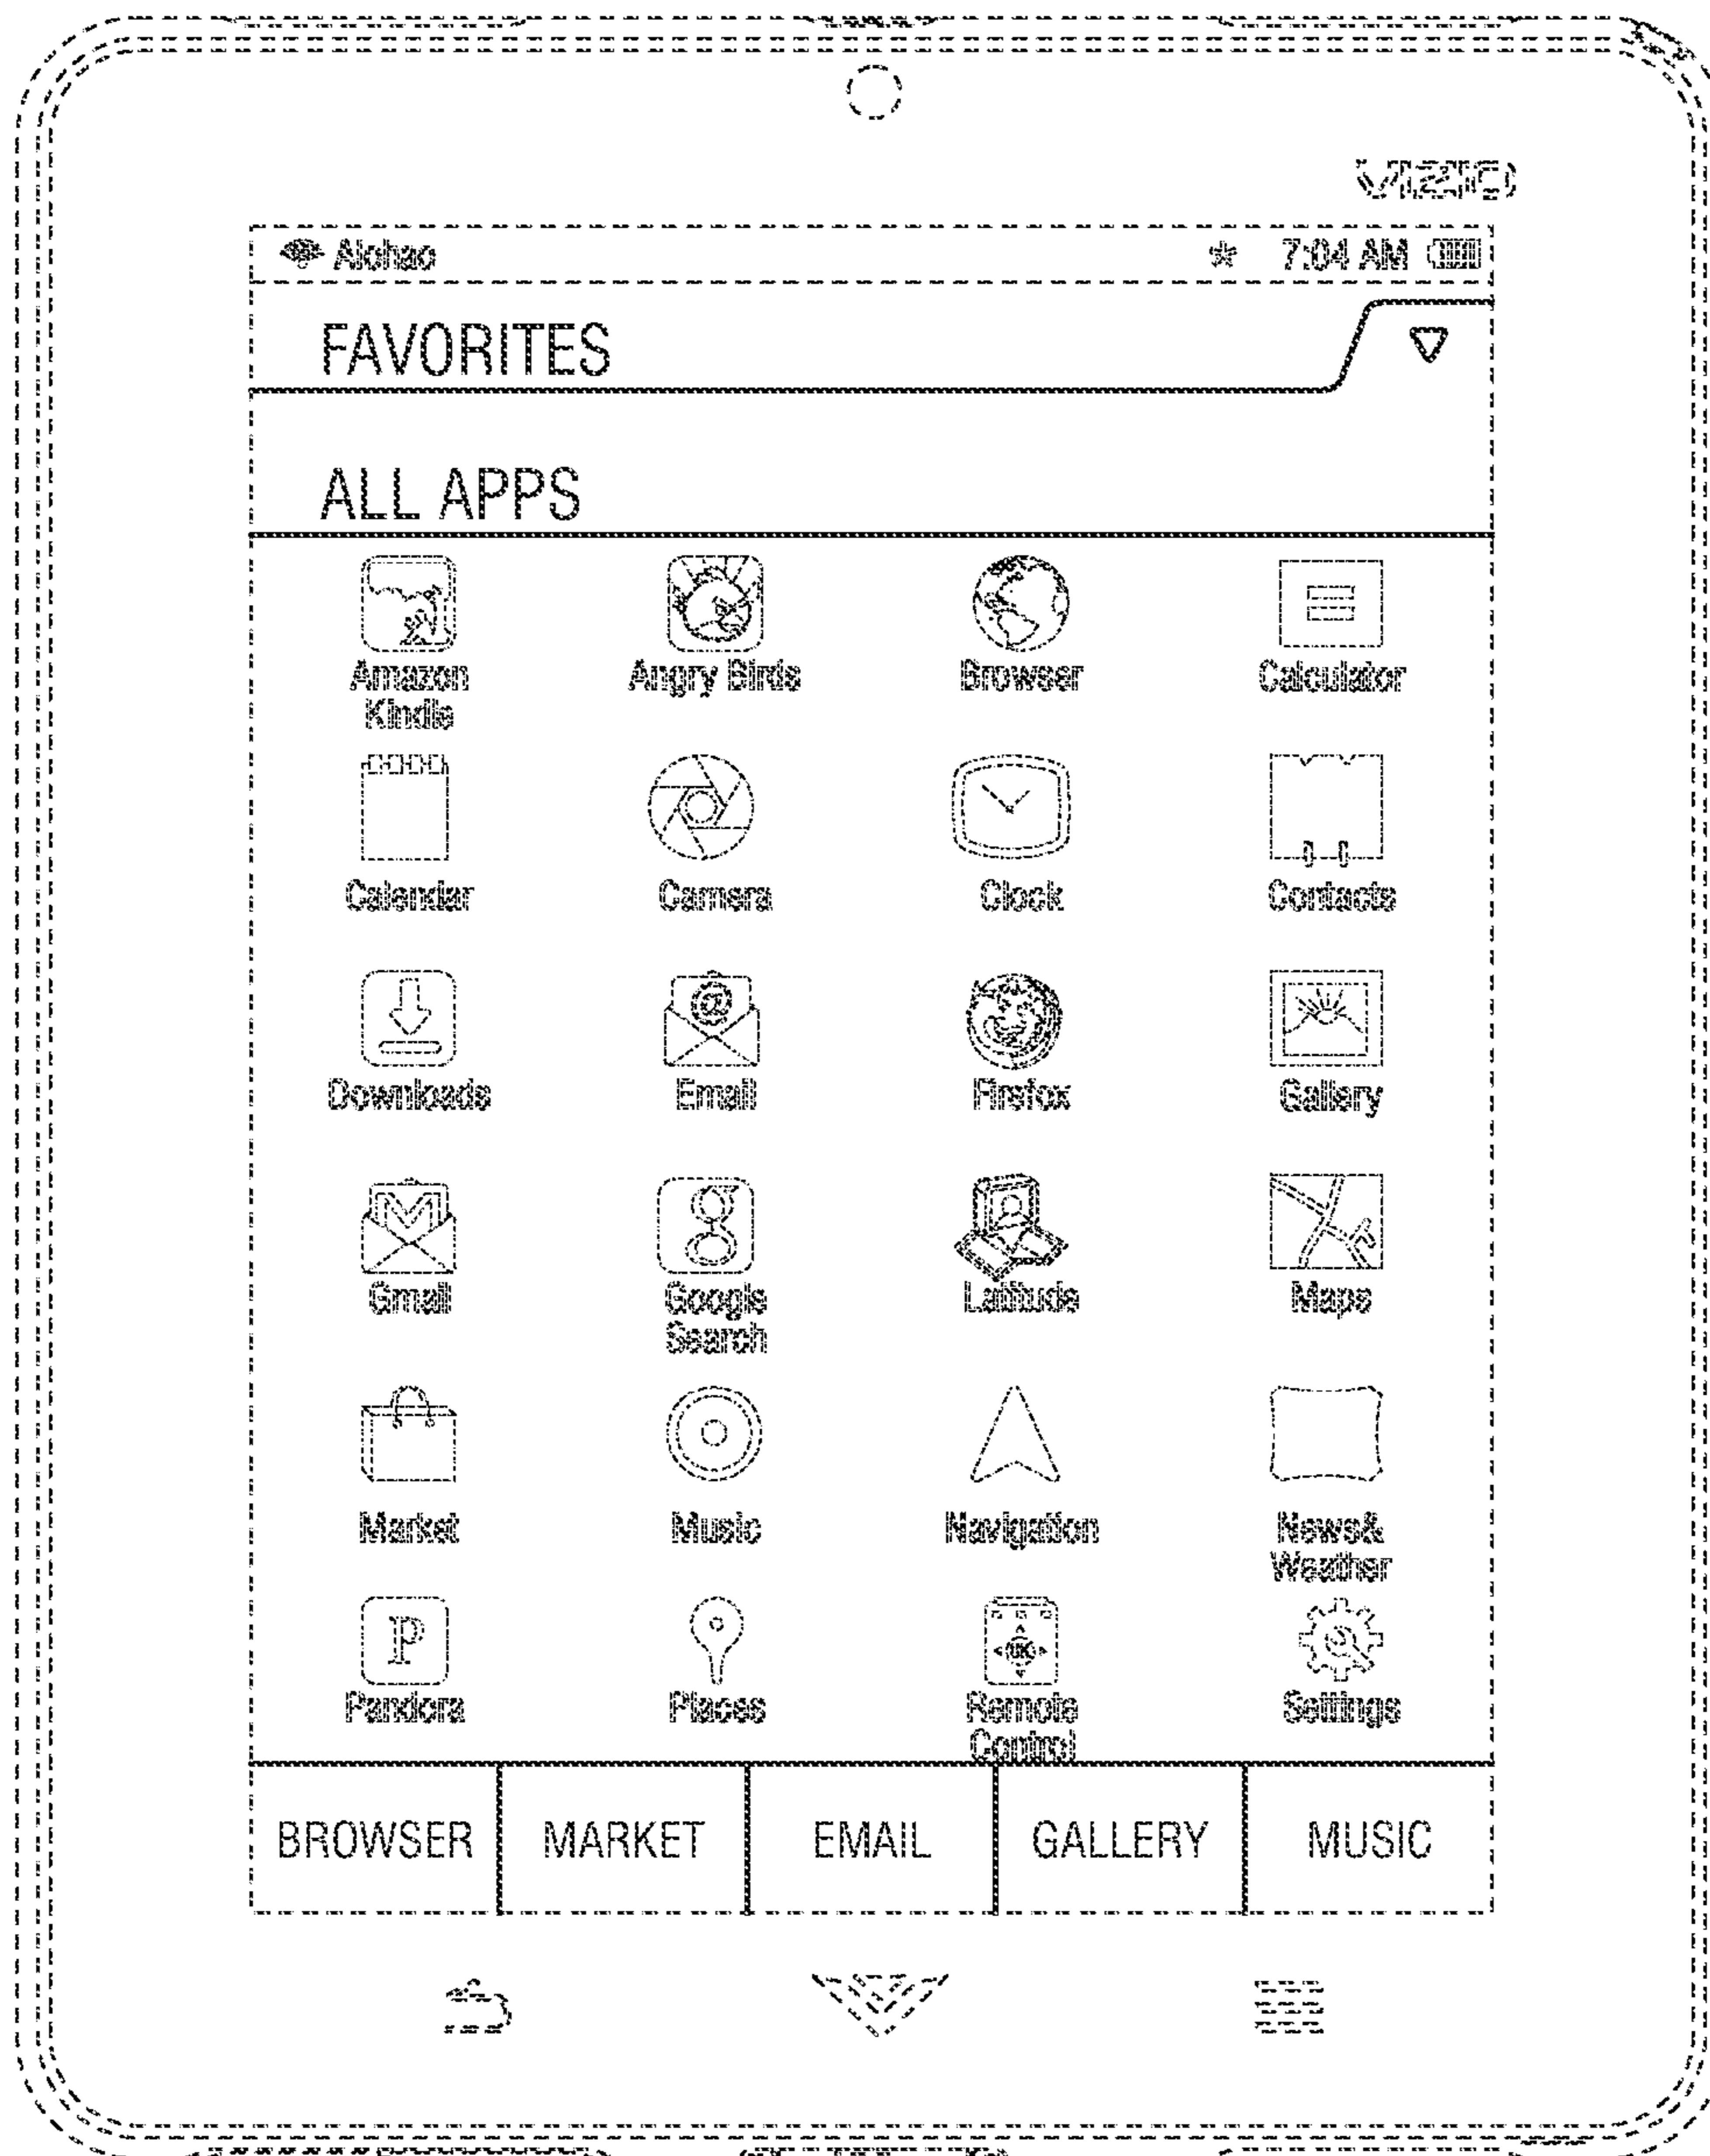 VIZIO
Alohao 7:04 AM
FAVORITES
ALL APPS
Amazon Angry Birds Browser Calculator
Kindle
Calendar Camera Clock Contacts
@
Downloads Email Firefox Gallery
M g
Gmail Google Latitude Maps
Search
Market Music Navigation News&
Weather
P OK
Pandora Places Remote Settings
Control
BROWSER MARKET EMAIL GALLERY MUSIC